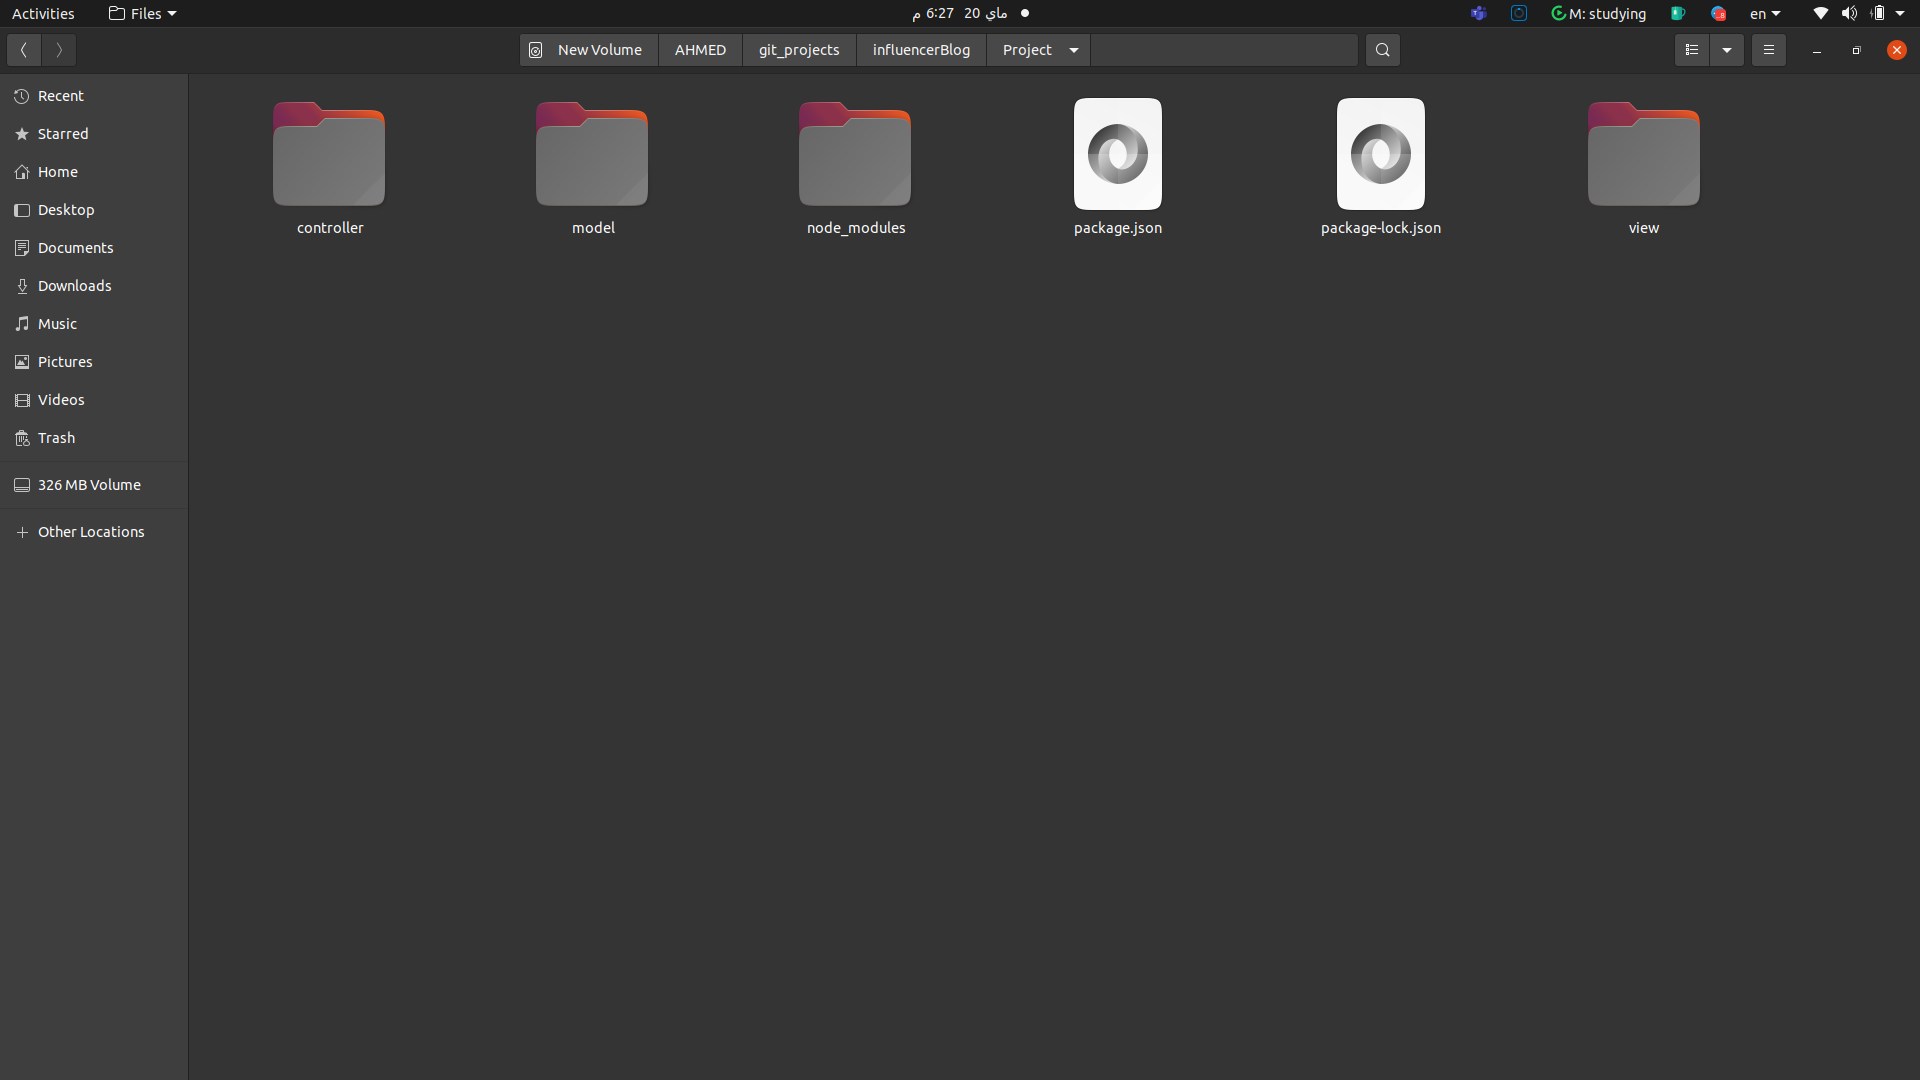 Activities Files م 6:27 20 ماي M: studying en
New Volume AHMED git_projects influencerBlog Project
Recent
Starred
Home
Desktop
Documents
Downloads
Music
Pictures
Videos
Trash
326 MB Volume
Other Locations
controller model node_modules package.json package-lock.json view